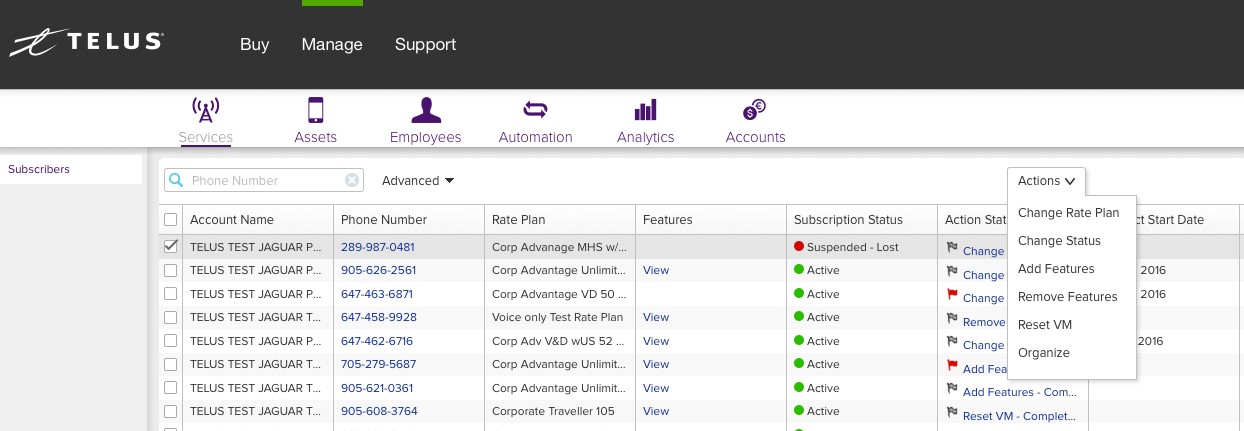 TELUS
Buy Manage Support
Services Assets Employees Automation Analytics Accounts
Subscribers
Phone Number Advanced Actions
Account Name Phone Number Rate Plan Features Subscription Status Action Stat ct Start Date
Change Rate Plan
Change Status
Add Features
Remove Features
Reset VM
Organize
TELUS TEST JAGUAR P... 289-987-0481 Corp Advanage MHS w/... Suspended - Lost Change
TELUS TEST JAGUAR P... 905-626-2561 Corp Advantage Unlimit... View Active Change 2016
TELUS TEST JAGUAR P... 647-463-6871 Corp Advantage VD 50 ... Active Change 2016
TELUS TEST JAGUAR T... 647-458-9928 Voice only Test Rate Plan View Active Remove
TELUS TEST JAGUAR P... 647-462-6716 Corp Adv V&D wUS 52 ... View Active Change 2016
TELUS TEST JAGUAR T... 705-279-5687 Corp Advantage Unlimit... View Active Add Fea
TELUS TEST JAGUAR T... 905-621-0361 Corp Advantage Unlimit... View Active Add Features - Com...
TELUS TEST JAGUAR T... 905-608-3764 Corporate Traveller 105 View Active Reset VM - Complet...